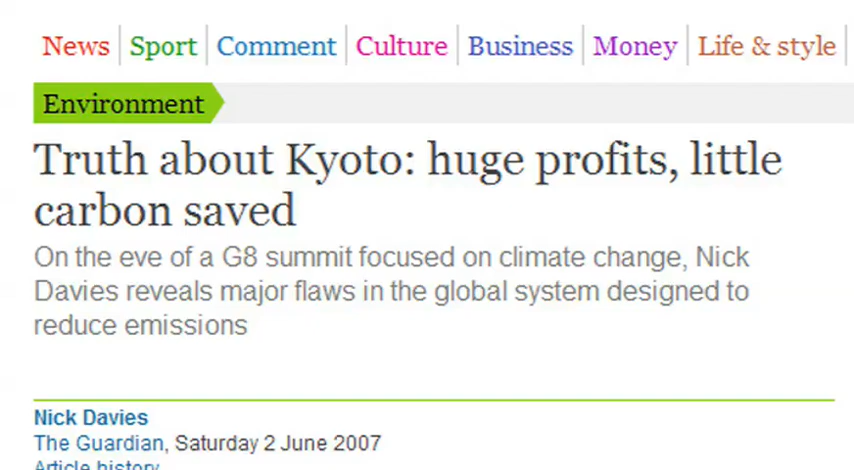 News Sport Comment Culture Business Money Life & style
Environment
Truth about Kyoto: huge profits, little
carbon saved
On the eve of a G8 summit focused on climate change, Nick
Davies reveals major flaws in the global system designed to
reduce emissions
Nick Davies
The Guardian, Saturday 2 June 2007
Article history